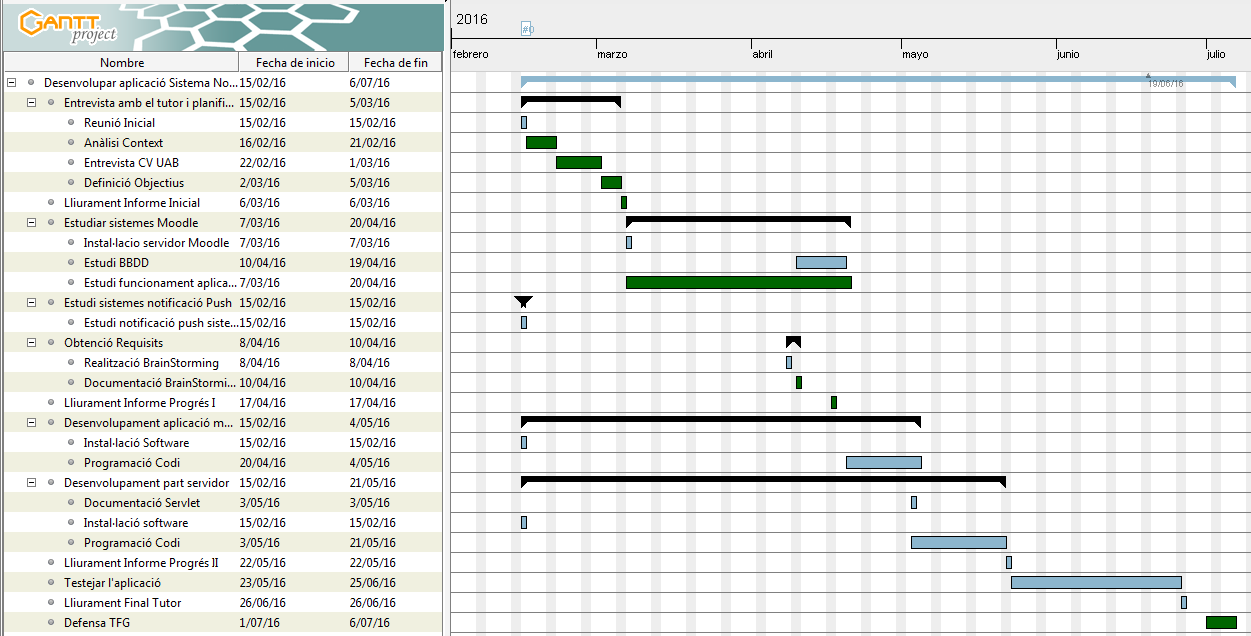 GANTT
project
2016
#0
febrero marzo abril mayo junio julio
Nombre Fecha de inicio Fecha de fin
Desenvolupar aplicació Sistema No... 15/02/16 6/07/16
19/06/16
Entrevista amb el tutor i planifi... 15/02/16 5/03/16
Reunió Inicial 15/02/16 15/02/16
Anàlisi Context 16/02/16 21/02/16
Entrevista CV UAB 22/02/16 1/03/16
Definició Objectius 2/03/16 5/03/16
Lliurament Informe Inicial 6/03/16 6/03/16
Estudiar sistemes Moodle 7/03/16 20/04/16
Instal·lacio servidor Moodle 7/03/16 7/03/16
Estudi BBDD 10/04/16 19/04/16
Estudi funcionament aplica... 7/03/16 20/04/16
Estudi sistemes notificació Push 15/02/16 15/02/16
Estudi notificació push siste... 15/02/16 15/02/16
Obtenció Requisits 8/04/16 10/04/16
Realització BrainStorming 8/04/16 8/04/16
Documentació BrainStormi... 10/04/16 10/04/16
Lliurament Informe Progrés I 17/04/16 17/04/16
Desenvolupament aplicació m... 15/02/16 4/05/16
Instal·lació Software 15/02/16 15/02/16
Programació Codi 20/04/16 4/05/16
Desenvolupament part servidor 15/02/16 21/05/16
Documentació Servlet 3/05/16 3/05/16
Instal·lació software 15/02/16 15/02/16
Programació Codi 3/05/16 21/05/16
Lliurament Informe Progrés II 22/05/16 22/05/16
Testejar l'aplicació 23/05/16 25/06/16
Lliurament Final Tutor 26/06/16 26/06/16
Defensa TFG 1/07/16 6/07/16